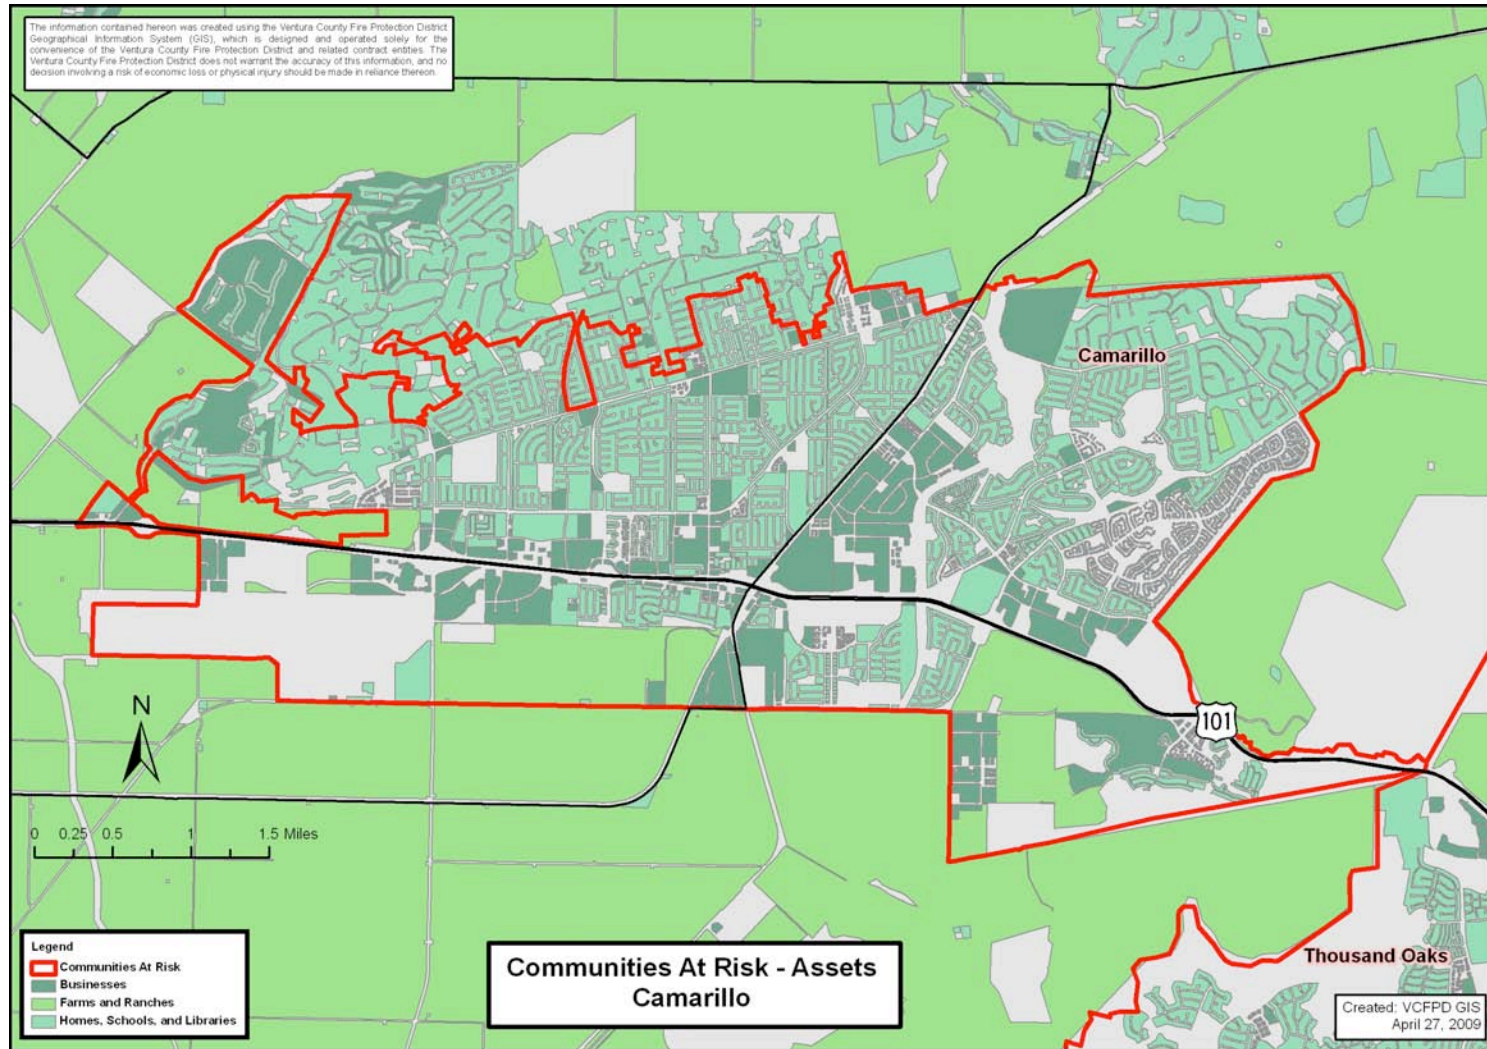 The information contained hereon was created using the Ventura County Fire Protection District
Geographical Information System (GIS), which is designed and operated solely for the
convenience of the Ventura County Fire Protection District and related contract entities. The
Ventura County Fire Protection District does not warrant the accuracy of this information, and no
decision involving a risk of economic loss or physical injury should be made in reliance thereon.
Camarillo
101
N
0 0.25 0.5 1 1.5 Miles
Legend
Communities At Risk
Businesses
Farms and Ranches
Homes, Schools, and Libraries
Communities At Risk - Assets
Camarillo
Thousand Oaks
Created: VCFPD GIS
April 27, 2009